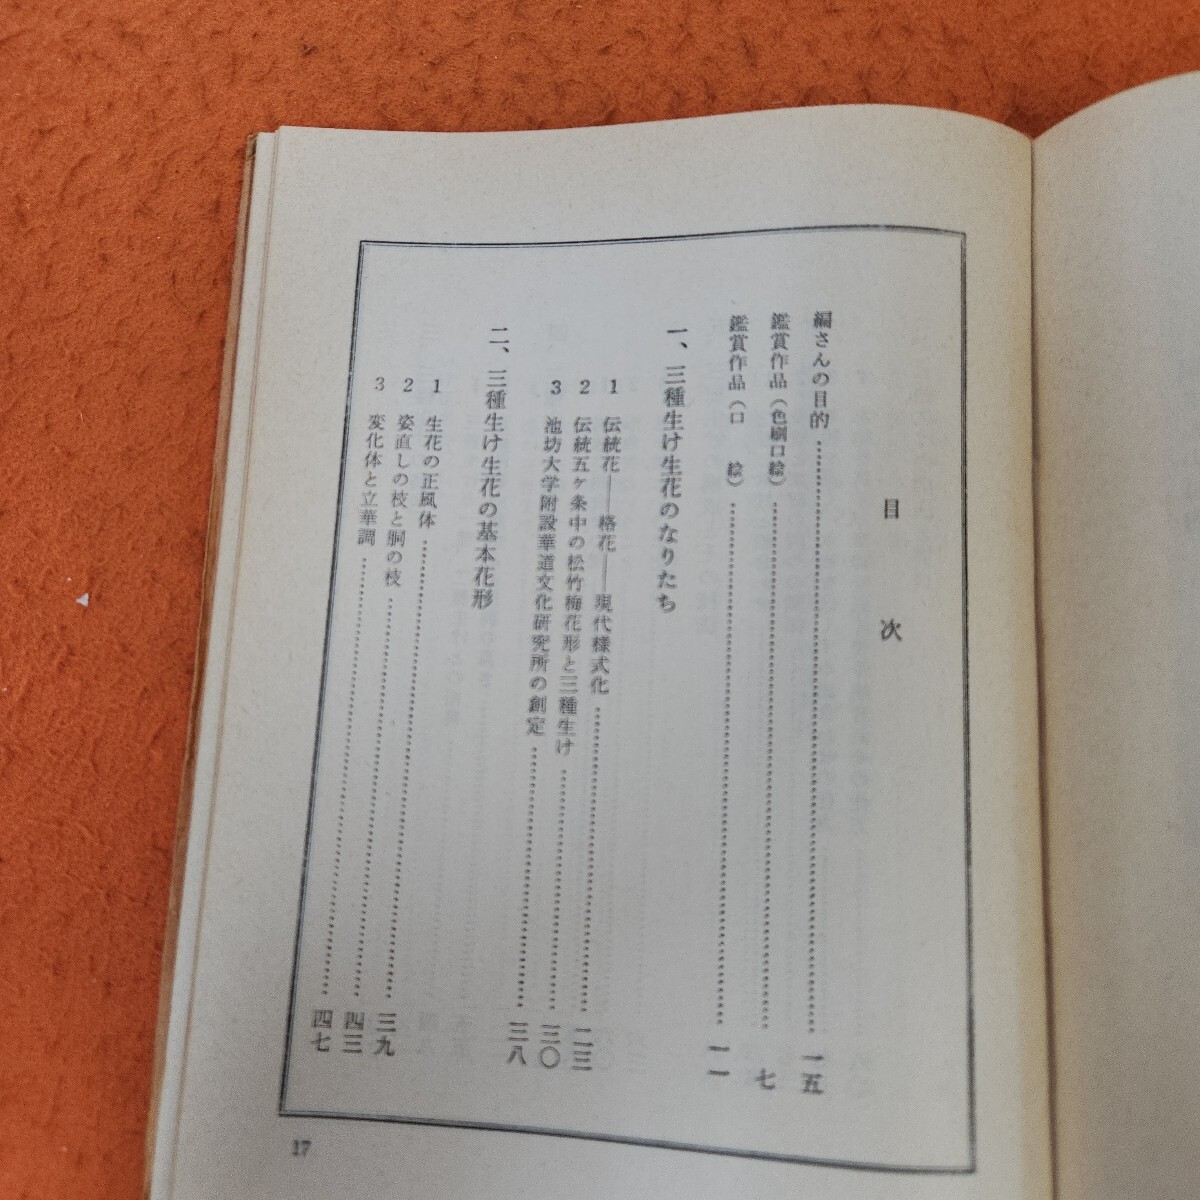 目次
編さんの目的……………一五
鑑賞作品（色刷口絵）……………七
鑑賞作品（口　絵）……………一一
一、三種生け生花のなりたち
1 伝統花――格花――現代様式化……………二三
2 伝統五ケ条中の松竹梅花形と三種生け……………三〇
3 池坊大学附設華道文化研究所の創定……………三八
二、三種生け生花の基本花形
1 生花の正風体……………三九
2 姿直しの枝と胴の枝……………四三
3 変化体と立華調……………四七
17